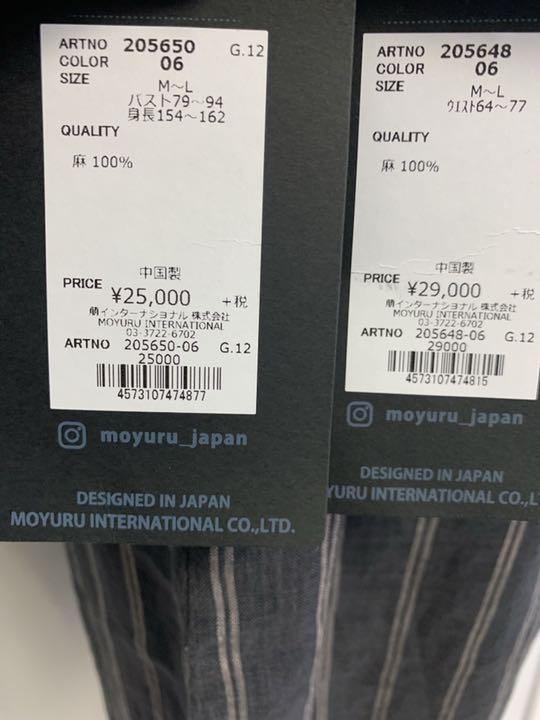 ARTNO 205650 G.12
COLOR 06
SIZE M～L
バスト79～94
身長154～162
QUALITY
麻 100%
中国製
PRICE ¥25,000 +税
萠インターナショナル 株式会社
MOYURU INTERNATIONAL
03-3722-6702
ARTNO 205650-06 G.12
25000
4573107474877
moyuru_japan
DESIGNED IN JAPAN
MOYURU INTERNATIONAL CO.,LTD.
ARTNO 205648
COLOR 06
SIZE M～L
ウエスト64～77
QUALITY
麻 100%
中国製
PRICE ¥29,000 +税
萠インターナショナル 株式会社
MOYURU INTERNATIONAL
03-3722-6702
ARTNO 205648-06 G.12
29000
4573107474815
moyuru_japan
DESIGNED IN JAPAN
YURU INTERNATIONAL CO.,LT